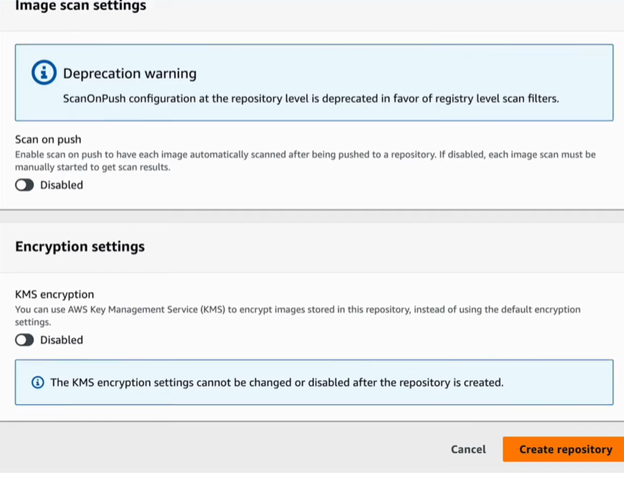 Image scan settings
Deprecation warning
ScanOnPush configuration at the repository level is deprecated in favor of registry level scan filters.
Scan on push
Enable scan on push to have each image automatically scanned after being pushed to a repository. If disabled, each image scan must be
manually started to get scan results.
Disabled
Encryption settings
KMS encryption
You can use AWS Key Management Service (KMS) to encrypt images stored in this repository, instead of using the default encryption
settings.
Disabled
The KMS encryption settings cannot be changed or disabled after the repository is created.
Cancel Create repository